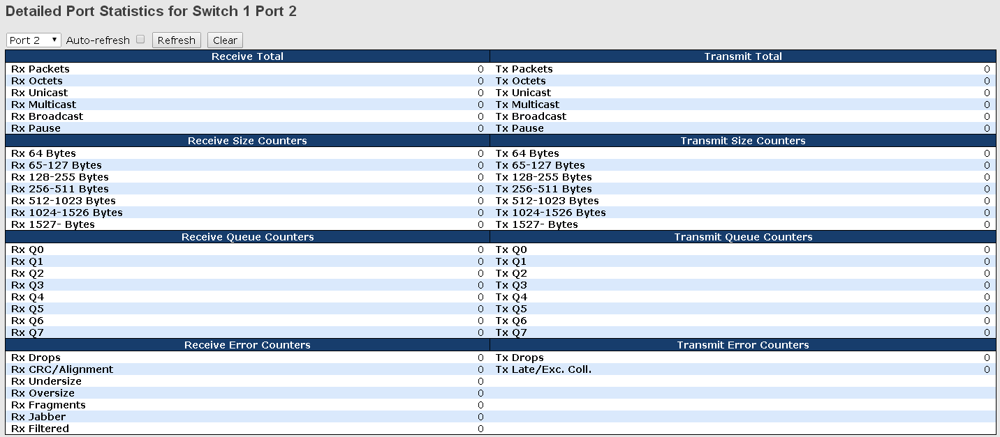 Detailed Port Statistics for Switch 1 Port 2
Port 2 ▼ Auto-refresh Refresh Clear
Receive Total Transmit Total
Rx Packets 0 Tx Packets 0
Rx Octets 0 Tx Octets 0
Rx Unicast 0 Tx Unicast 0
Rx Multicast 0 Tx Multicast 0
Rx Broadcast 0 Tx Broadcast 0
Rx Pause 0 Tx Pause 0
Receive Size Counters Transmit Size Counters
Rx 64 Bytes 0 Tx 64 Bytes 0
Rx 65-127 Bytes 0 Tx 65-127 Bytes 0
Rx 128-255 Bytes 0 Tx 128-255 Bytes 0
Rx 256-511 Bytes 0 Tx 256-511 Bytes 0
Rx 512-1023 Bytes 0 Tx 512-1023 Bytes 0
Rx 1024-1526 Bytes 0 Tx 1024-1526 Bytes 0
Rx 1527- Bytes 0 Tx 1527- Bytes 0
Receive Queue Counters Transmit Queue Counters
Rx Q0 0 Tx Q0 0
Rx Q1 0 Tx Q1 0
Rx Q2 0 Tx Q2 0
Rx Q3 0 Tx Q3 0
Rx Q4 0 Tx Q4 0
Rx Q5 0 Tx Q5 0
Rx Q6 0 Tx Q6 0
Rx Q7 0 Tx Q7 0
Receive Error Counters Transmit Error Counters
Rx Drops 0 Tx Drops 0
Rx CRC/Alignment 0 Tx Late/Exc. Coll. 0
Rx Undersize 0
Rx Oversize 0
Rx Fragments 0
Rx Jabber 0
Rx Filtered 0